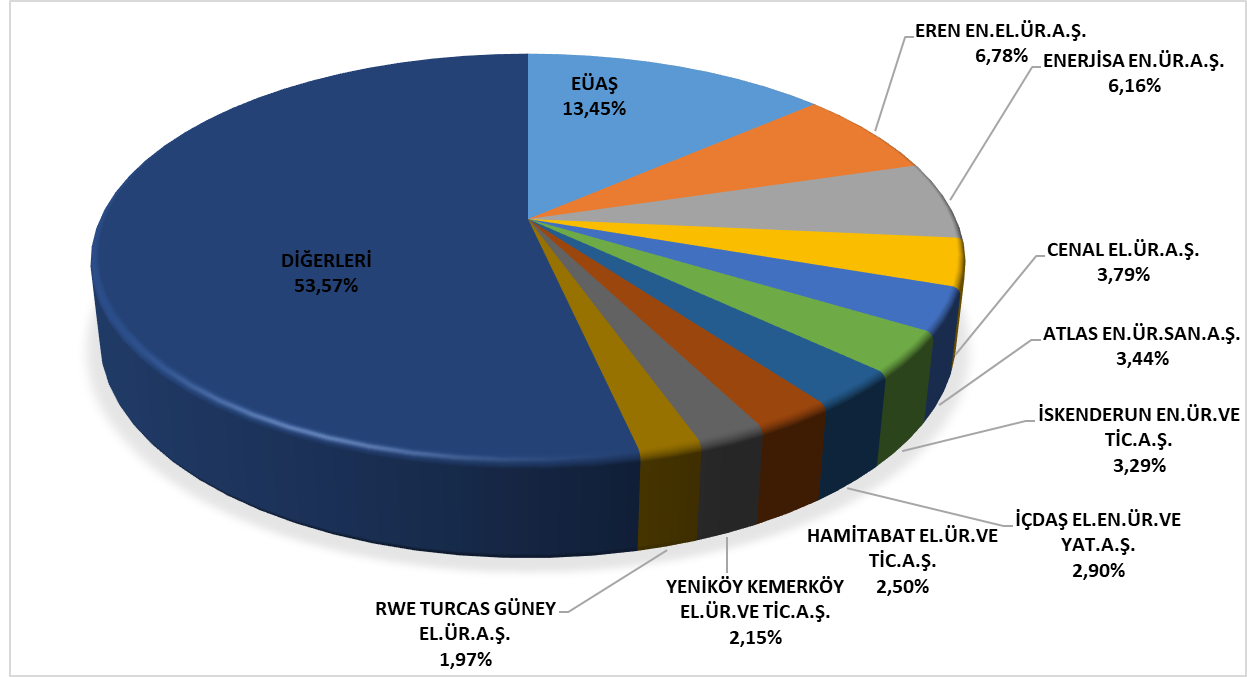 EÜAŞ
13,45%
EREN EN.EL.ÜR.A.Ş.
6,78%
ENERJİSA EN.ÜR.A.Ş.
6,16%
CENAL EL.ÜR.A.Ş.
3,79%
ATLAS EN.ÜR.SAN.A.Ş.
3,44%
İSKENDERUN EN.ÜR.VE
TİC.A.Ş.
3,29%
İÇDAŞ EL.EN.ÜR.VE
YAT.A.Ş.
2,90%
HAMİTABAT EL.ÜR.VE
TİC.A.Ş.
2,50%
YENİKÖY KEMERKÖY
EL.ÜR.VE TİC.A.Ş.
2,15%
RWE TURCAS GÜNEY
EL.ÜR.A.Ş.
1,97%
DİĞERLERİ
53,57%